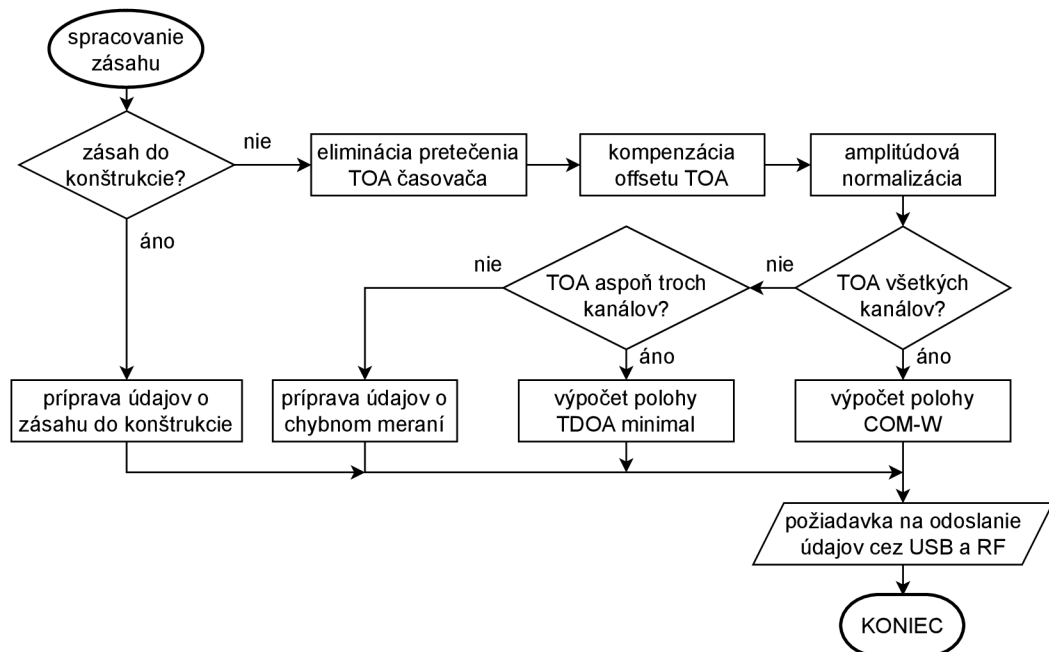 spracovanie
zásahu
zásah do
konštrukcie?
nie
eliminácia pretečenia
TOA časovača
kompenzácia
offsetu TOA
amplitúdová
normalizácia
áno
nie
TOA aspoň troch
kanálov?
nie
TOA všetkých
kanálov?
áno
áno
príprava údajov o
zásahu do konštrukcie
príprava údajov o
chybnom meraní
výpočet polohy
TDOA minimal
výpočet polohy
COM-W
požiadavka na odoslanie
údajov cez USB a RF
KONIEC